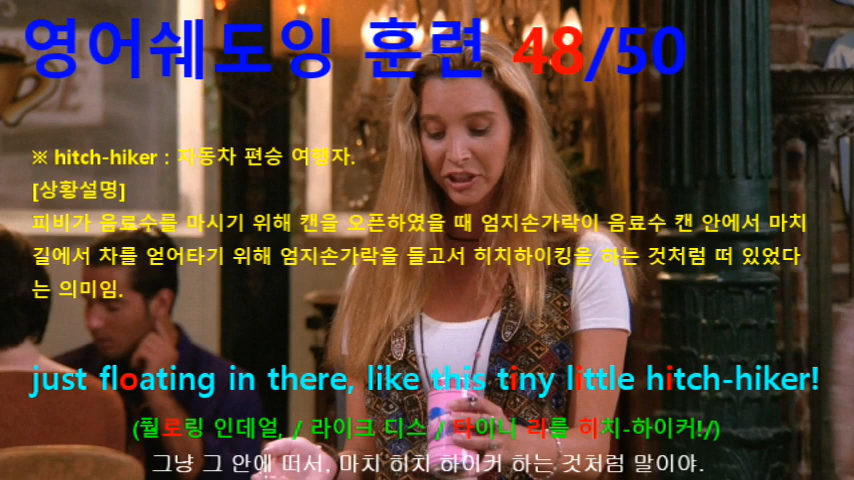 영어쉐도잉 훈련 48/50
※ hitch-hiker : 자동차 편승 여행자.
[상황설명]
피비가 음료수를 마시기 위해 캔을 오픈하였을 때 엄지손가락이 음료수 캔 안에서 마치
길에서 차를 얻어타기 위해 엄지손가락을 들고서 히치하이킹을 하는 것처럼 떠 있었다
는 의미임.
just floating in there, like this tiny little hitch-hiker!
(훨로링 인데얼, / 라이크 디스 / 타이니 리를 히치-하이커!/)
그냥 그 안에 떠서, 마치 히치 하이커 하는 것처럼 말이야.